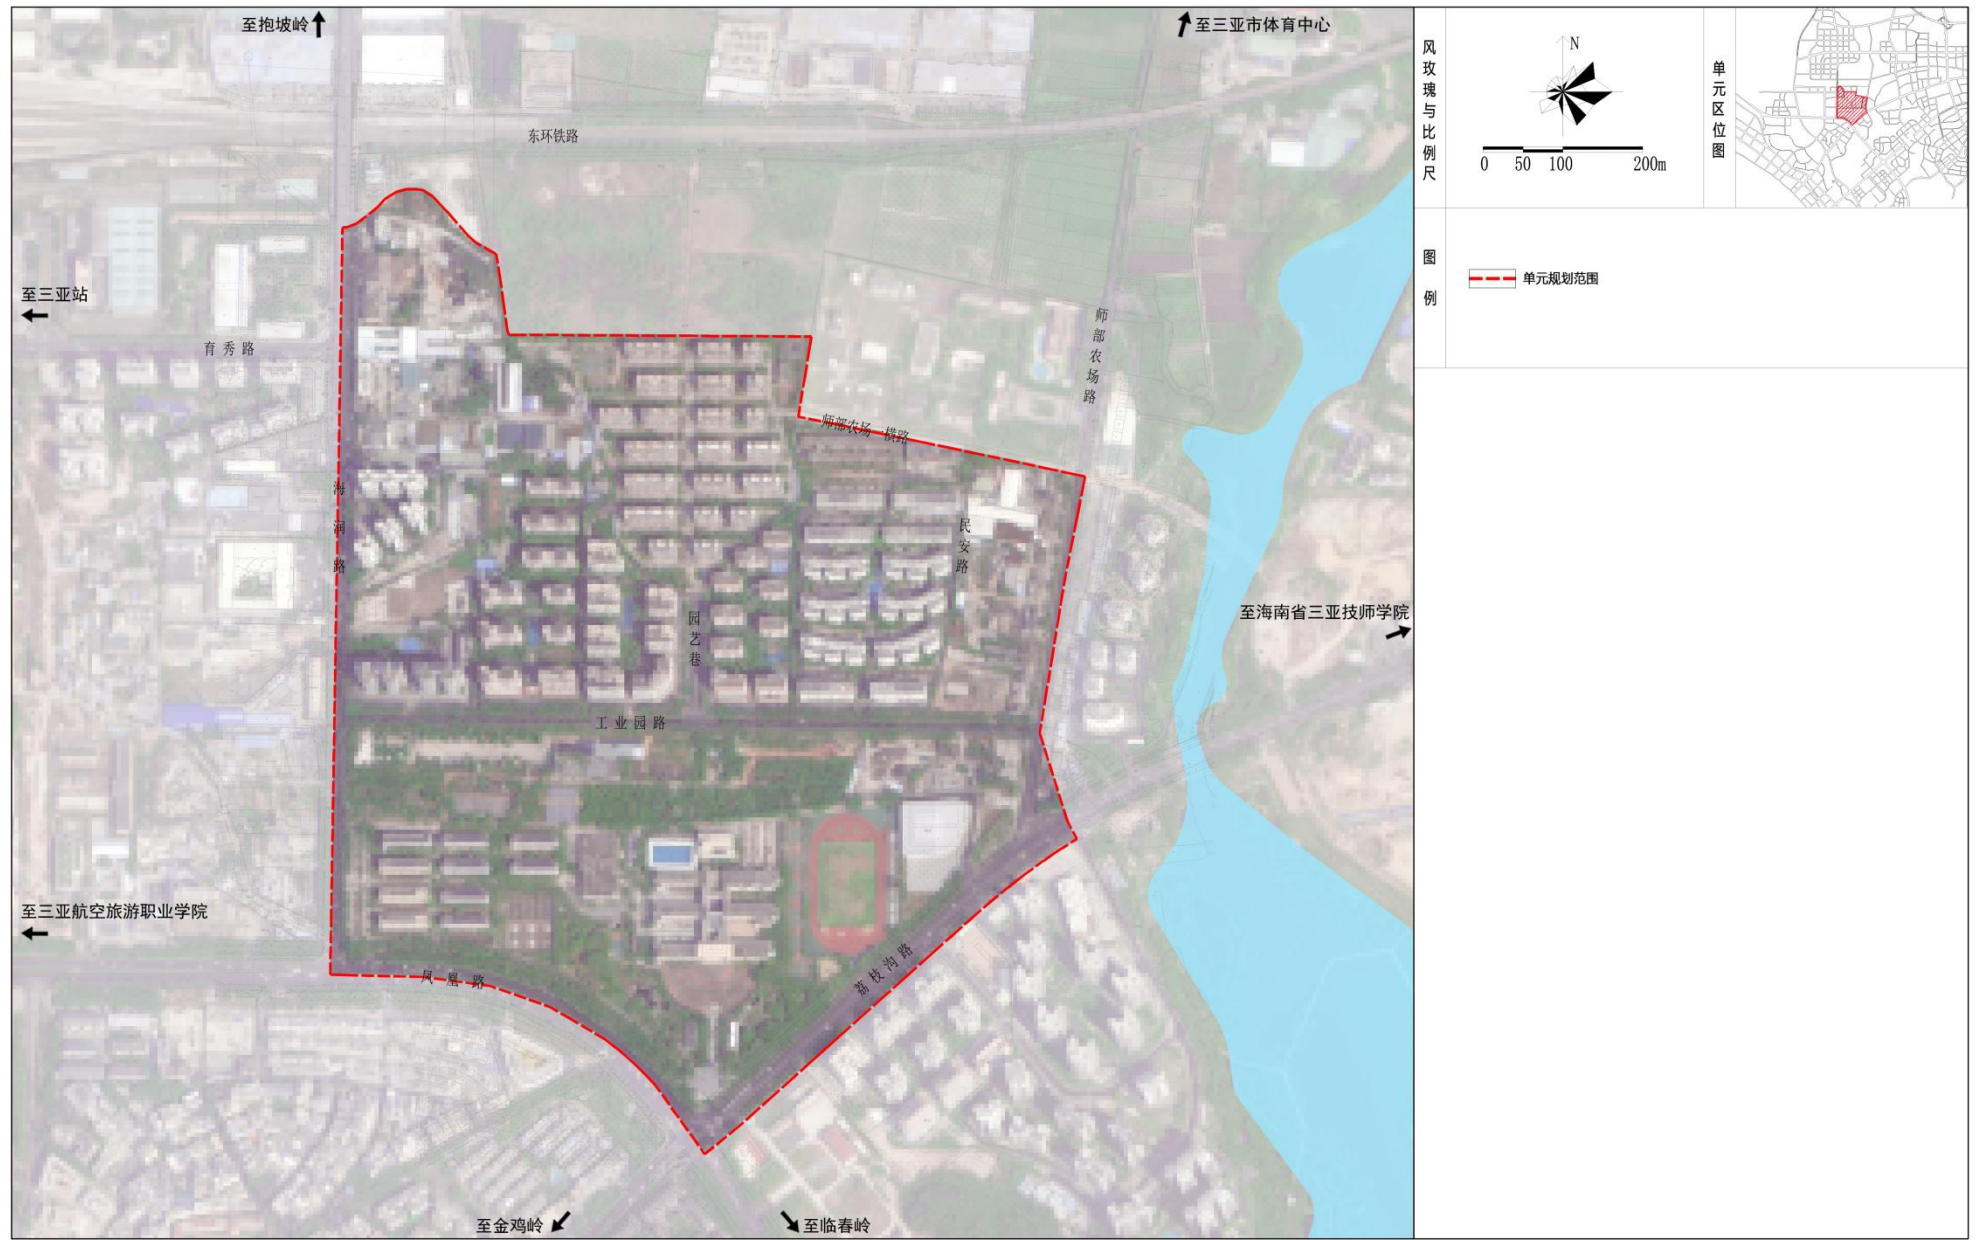 至抱坡岭
至三亚市体育中心
东环铁路
至三亚站
育秀路
师部农场路
师部农场一横路
海润路
民安路
园艺巷
至海南省三亚技师学院
工业园路
至三亚航空旅游职业学院
凤凰路
荔枝沟路
至金鸡岭
至临春岭
风玫瑰与比例尺
N
0 50 100 200m
单元区位图
图例
单元规划范围